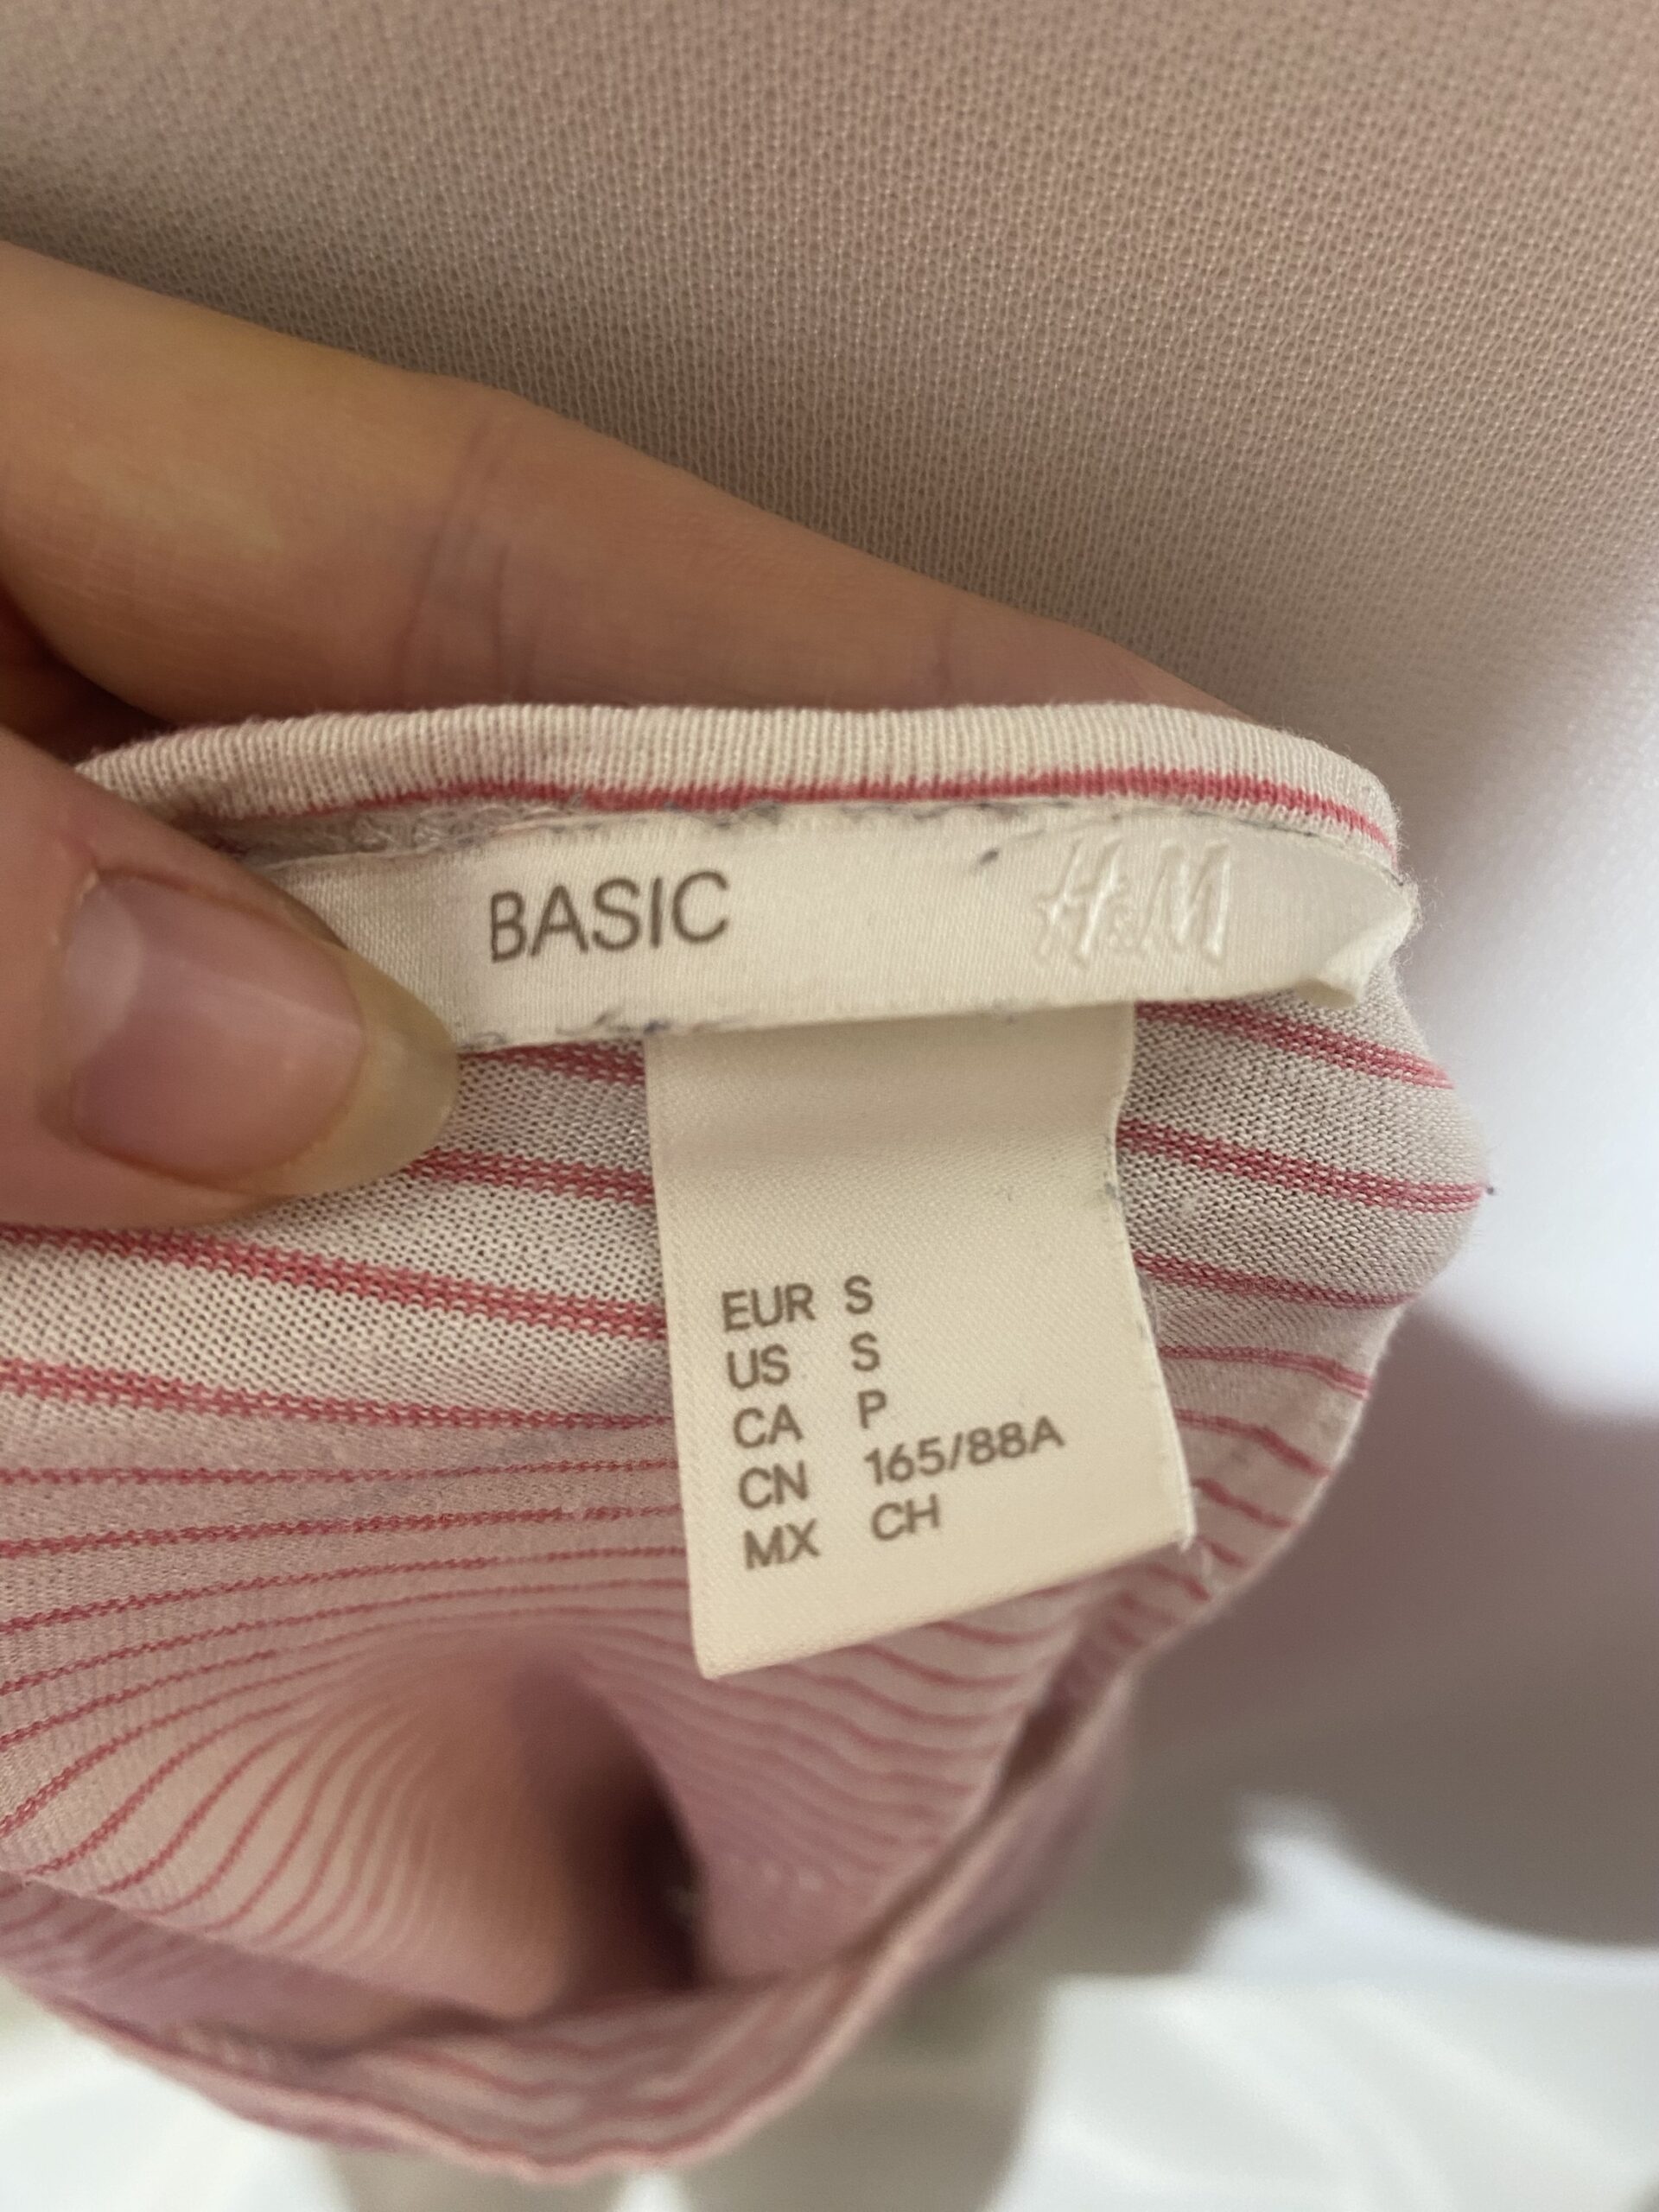 BASIC H&M
EUR S
US S
CA P
CN 165/88A
MX CH